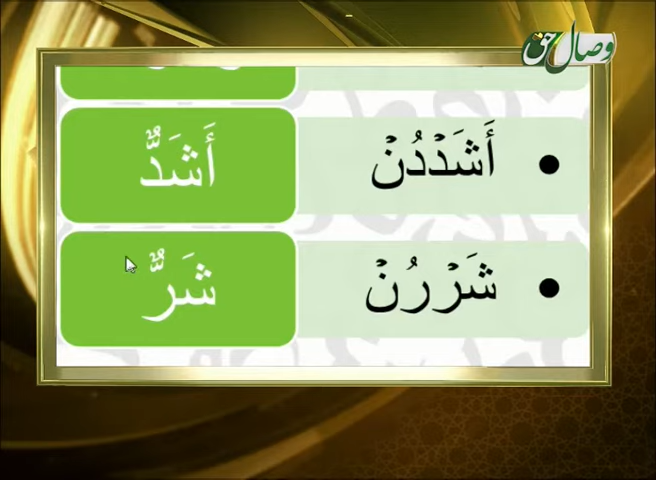 وصال حق
أَشَدْدُنْ
أَشَدٌّ
شَرْرُنْ
شَرٌّ